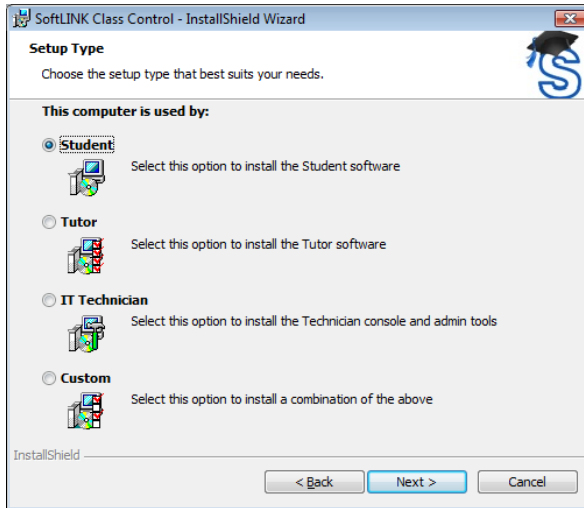 SoftLINK Class Control - InstallShield Wizard
Setup Type
Choose the setup type that best suits your needs.
This computer is used by:
Student
Select this option to install the Student software
Tutor
Select this option to install the Tutor software
IT Technician
Select this option to install the Technician console and admin tools
Custom
Select this option to install a combination of the above
InstallShield
< Back Next > Cancel